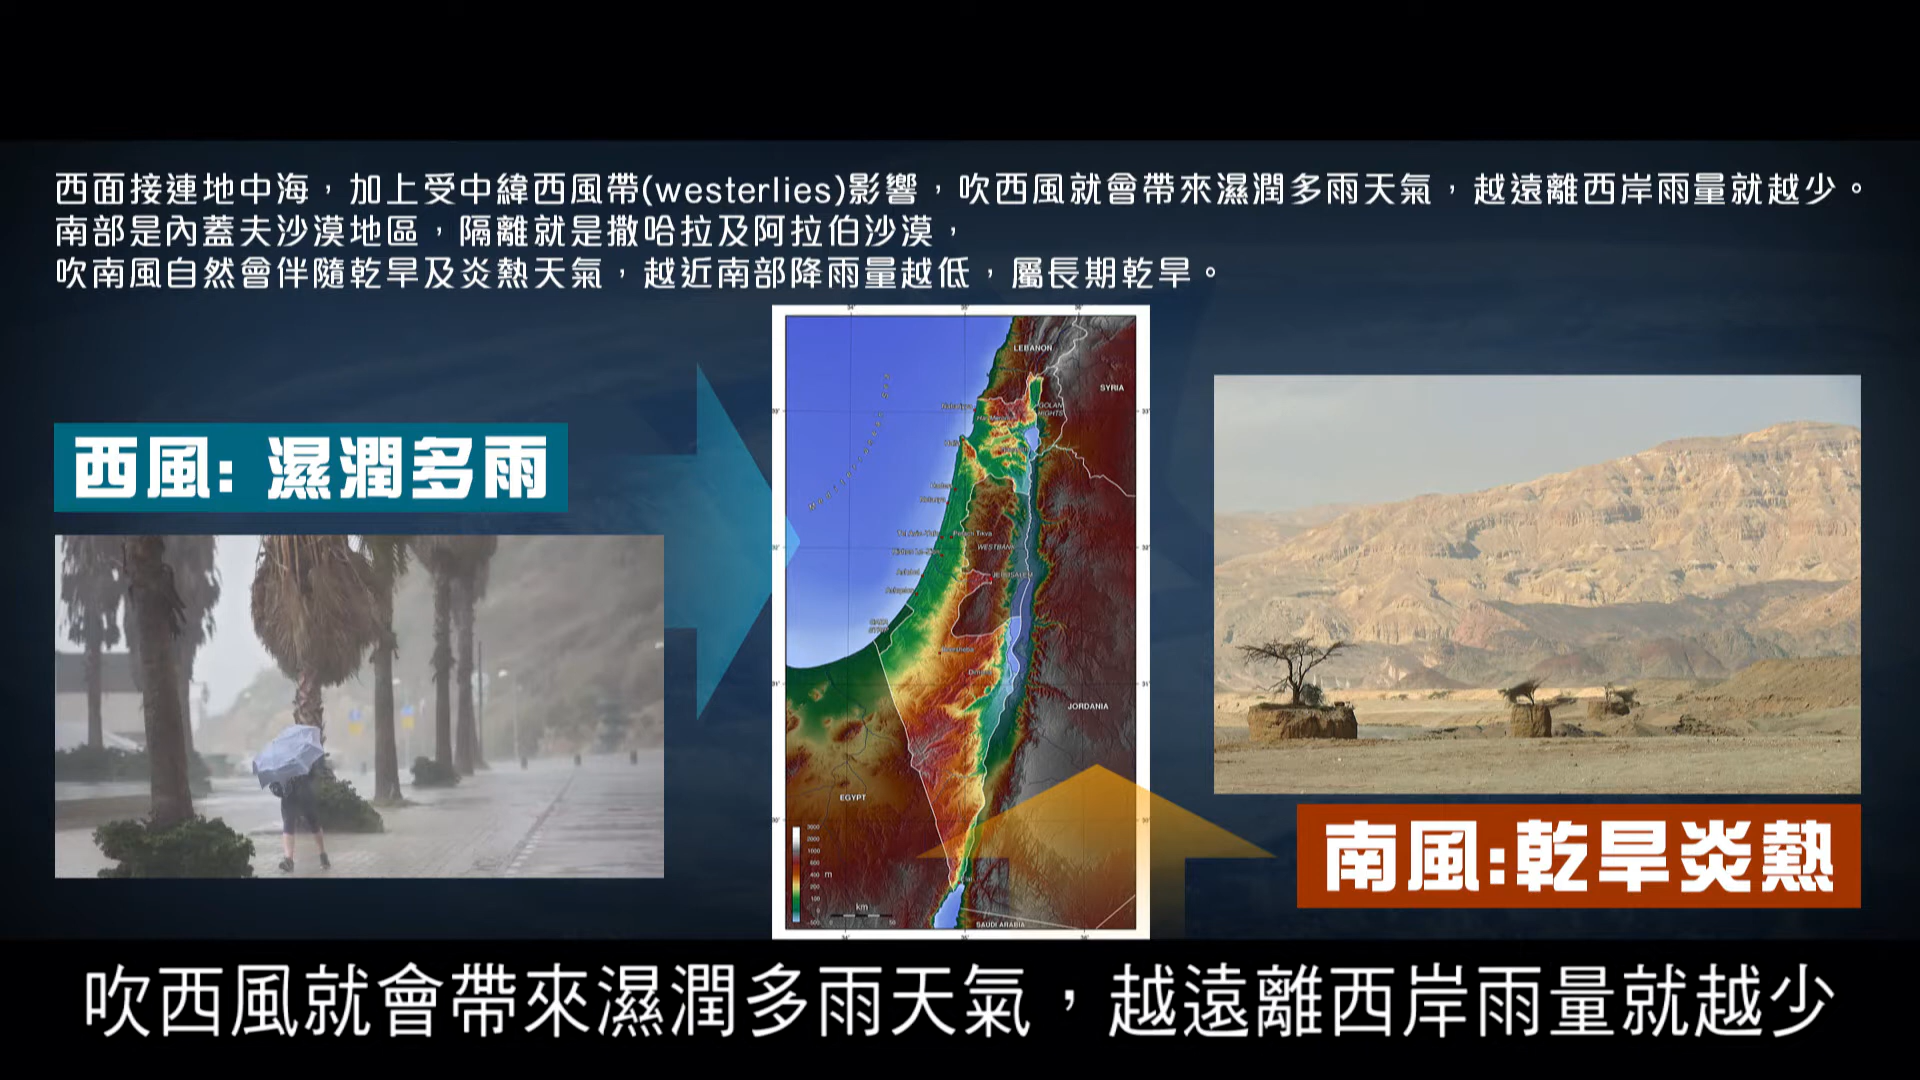 西面接連地中海，加上受中緯西風帶(westerlies)影響，吹西風就會帶來濕潤多雨天氣，越遠離西岸雨量就越少。
南部是內蓋夫沙漠地區，隔離就是撒哈拉及阿拉伯沙漠，
吹南風自然會伴隨乾旱及炎熱天氣，越近南部降雨量越低，屬長期乾旱。
西風: 濕潤多雨
LEBANON
SYRIA
GOLAN
HIGHTS
WESTBANK
JERUSALEM
JORDANIA
EGYPT
km
m
SAUDI ARABIA
南風:乾旱炎熱
吹西風就會帶來濕潤多雨天氣，越遠離西岸雨量就越少